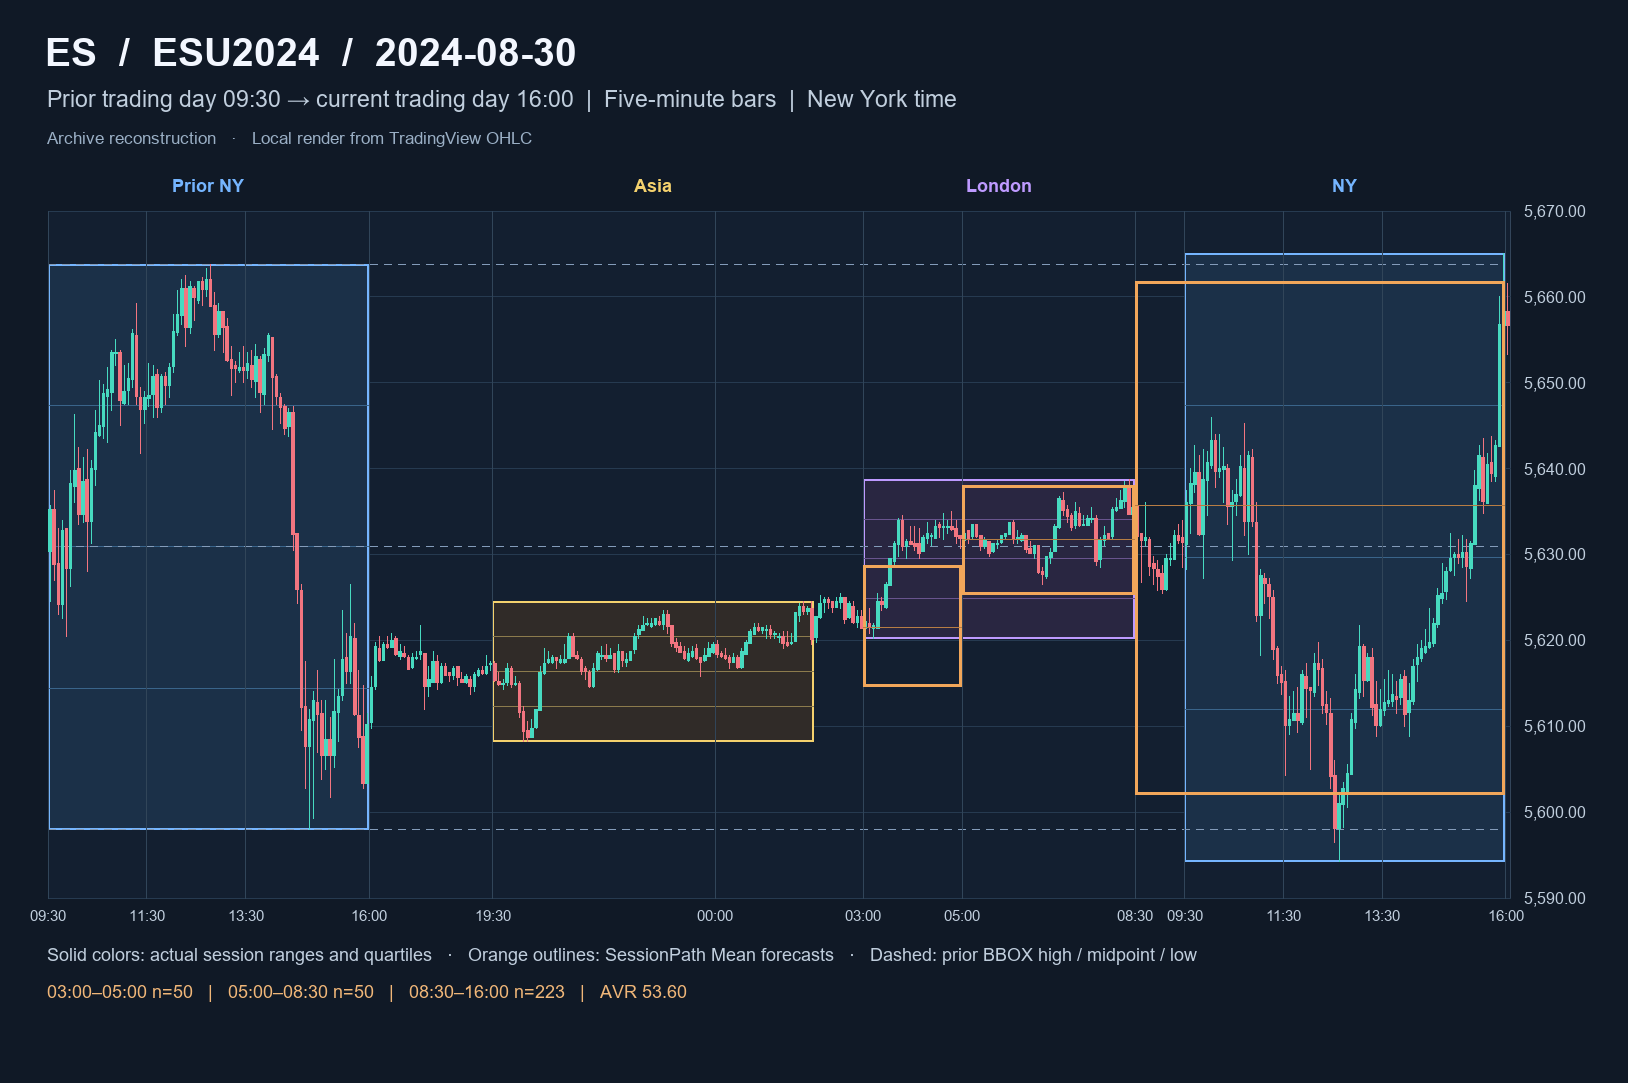 ES / ESU2024 / 2024-08-30
Prior trading day 09:30 → current trading day 16:00 | Five-minute bars | New York time
Archive reconstruction · Local render from TradingView OHLC
Prior NY Asia London NY
5,670.00
5,660.00
5,650.00
5,640.00
5,630.00
5,620.00
5,610.00
5,600.00
5,590.00
09:30 11:30 13:30 16:00 19:30 00:00 03:00 05:00 08:30 09:30 11:30 13:30 16:00
Solid colors: actual session ranges and quartiles · Orange outlines: SessionPath Mean forecasts · Dashed: prior BBOX high / midpoint / low
03:00–05:00 n=50 | 05:00–08:30 n=50 | 08:30–16:00 n=223 | AVR 53.60